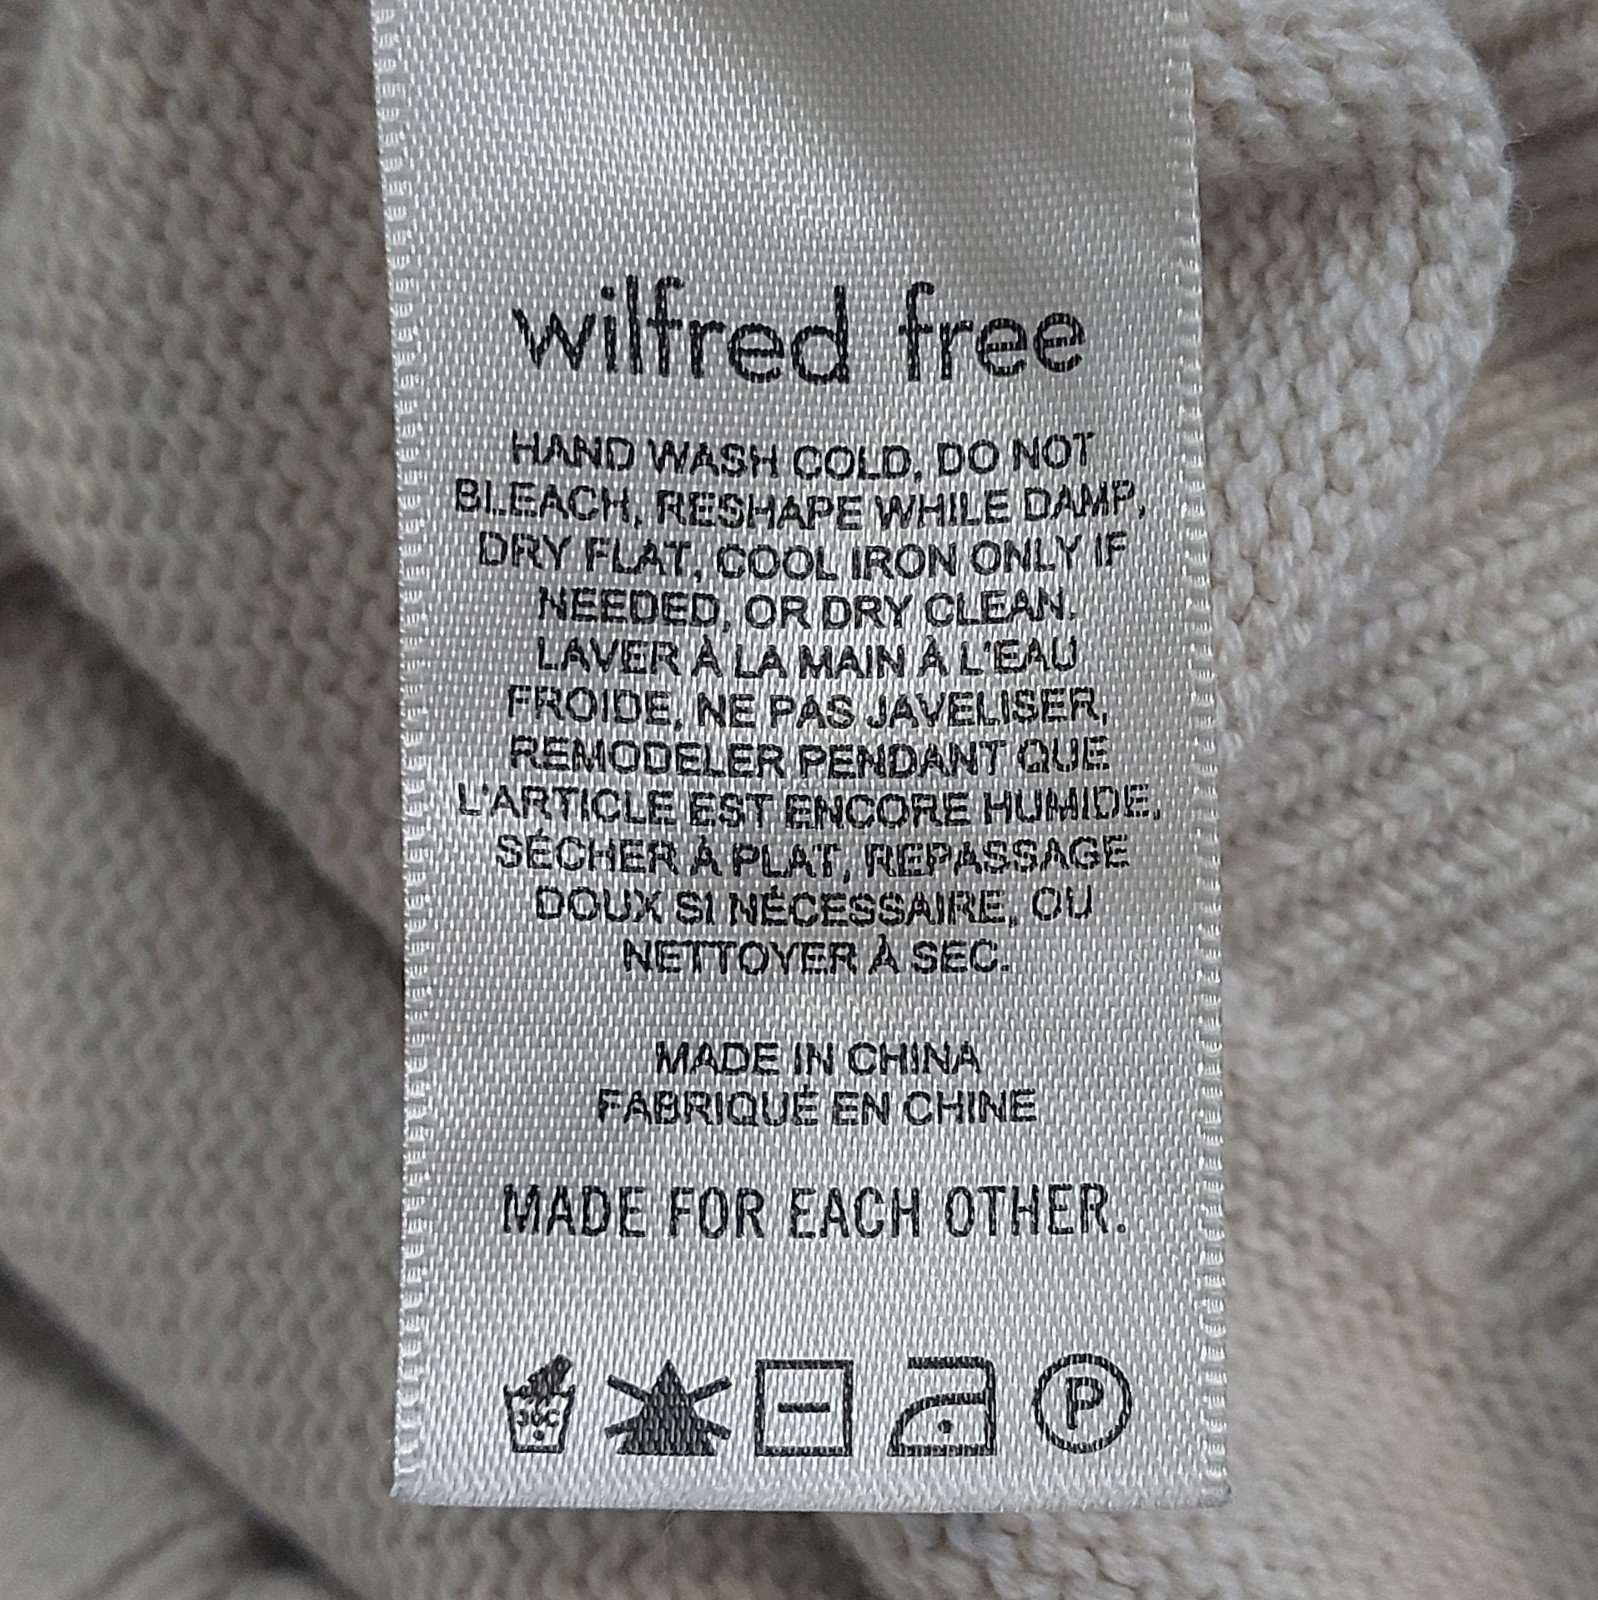 wilfred free
HAND WASH COLD, DO NOT
BLEACH, RESHAPE WHILE DAMP,
DRY FLAT, COOL IRON ONLY IF
NEEDED, OR DRY CLEAN.
LAVER À LA MAIN À L'EAU
FROIDE, NE PAS JAVELISER,
REMODELER PENDANT QUE
L'ARTICLE EST ENCORE HUMIDE,
SÉCHER À PLAT, REPASSAGE
DOUX SI NÉCESSAIRE, OU
NETTOYER À SEC.
MADE IN CHINA
FABRIQUÉ EN CHINE
MADE FOR EACH OTHER.
30C P